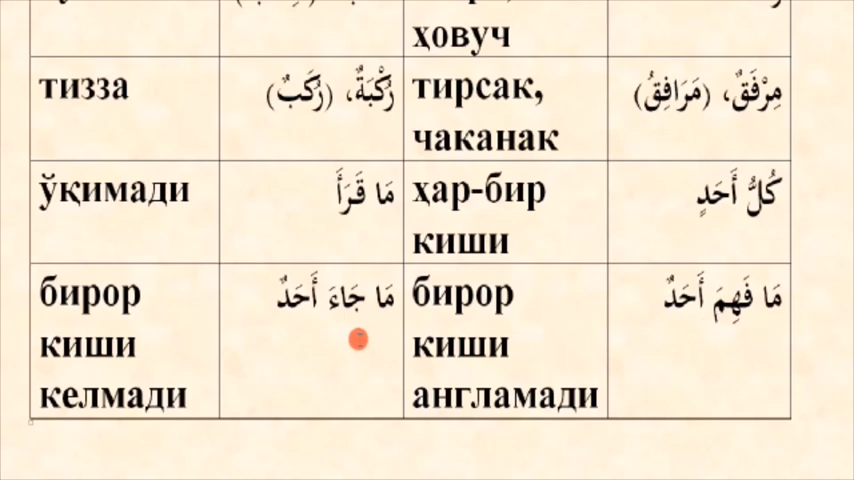 ҳовуч
тизза
رُكْبَةٌ، (رُكَبٌ)
тирсак,
чаканак
مِرْفَقٌ، (مَرَافِقُ)
ўқимади
مَا قَرَأَ
ҳар-бир
киши
كُلُّ أَحَدٍ
бирор
киши
келмади
مَا جَاءَ أَحَدٌ
бирор
киши
англамади
مَا فَهِمَ أَحَدٌ